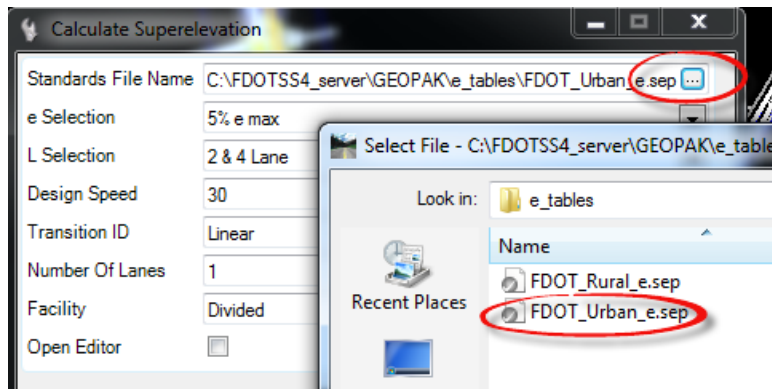 Calculate Superelevation
Standards File Name C:\FDOTSS4_server\GEOPAK\e_tables\FDOT_Urban_e.sep ...
e Selection 5% e max
L Selection 2 & 4 Lane
Design Speed 30
Transition ID Linear
Number Of Lanes 1
Facility Divided
Open Editor
Select File - C:\FDOTSS4_server\GEOPAK\e_table
Look in: e_tables
Name
FDOT_Rural_e.sep
FDOT_Urban_e.sep
Recent Places